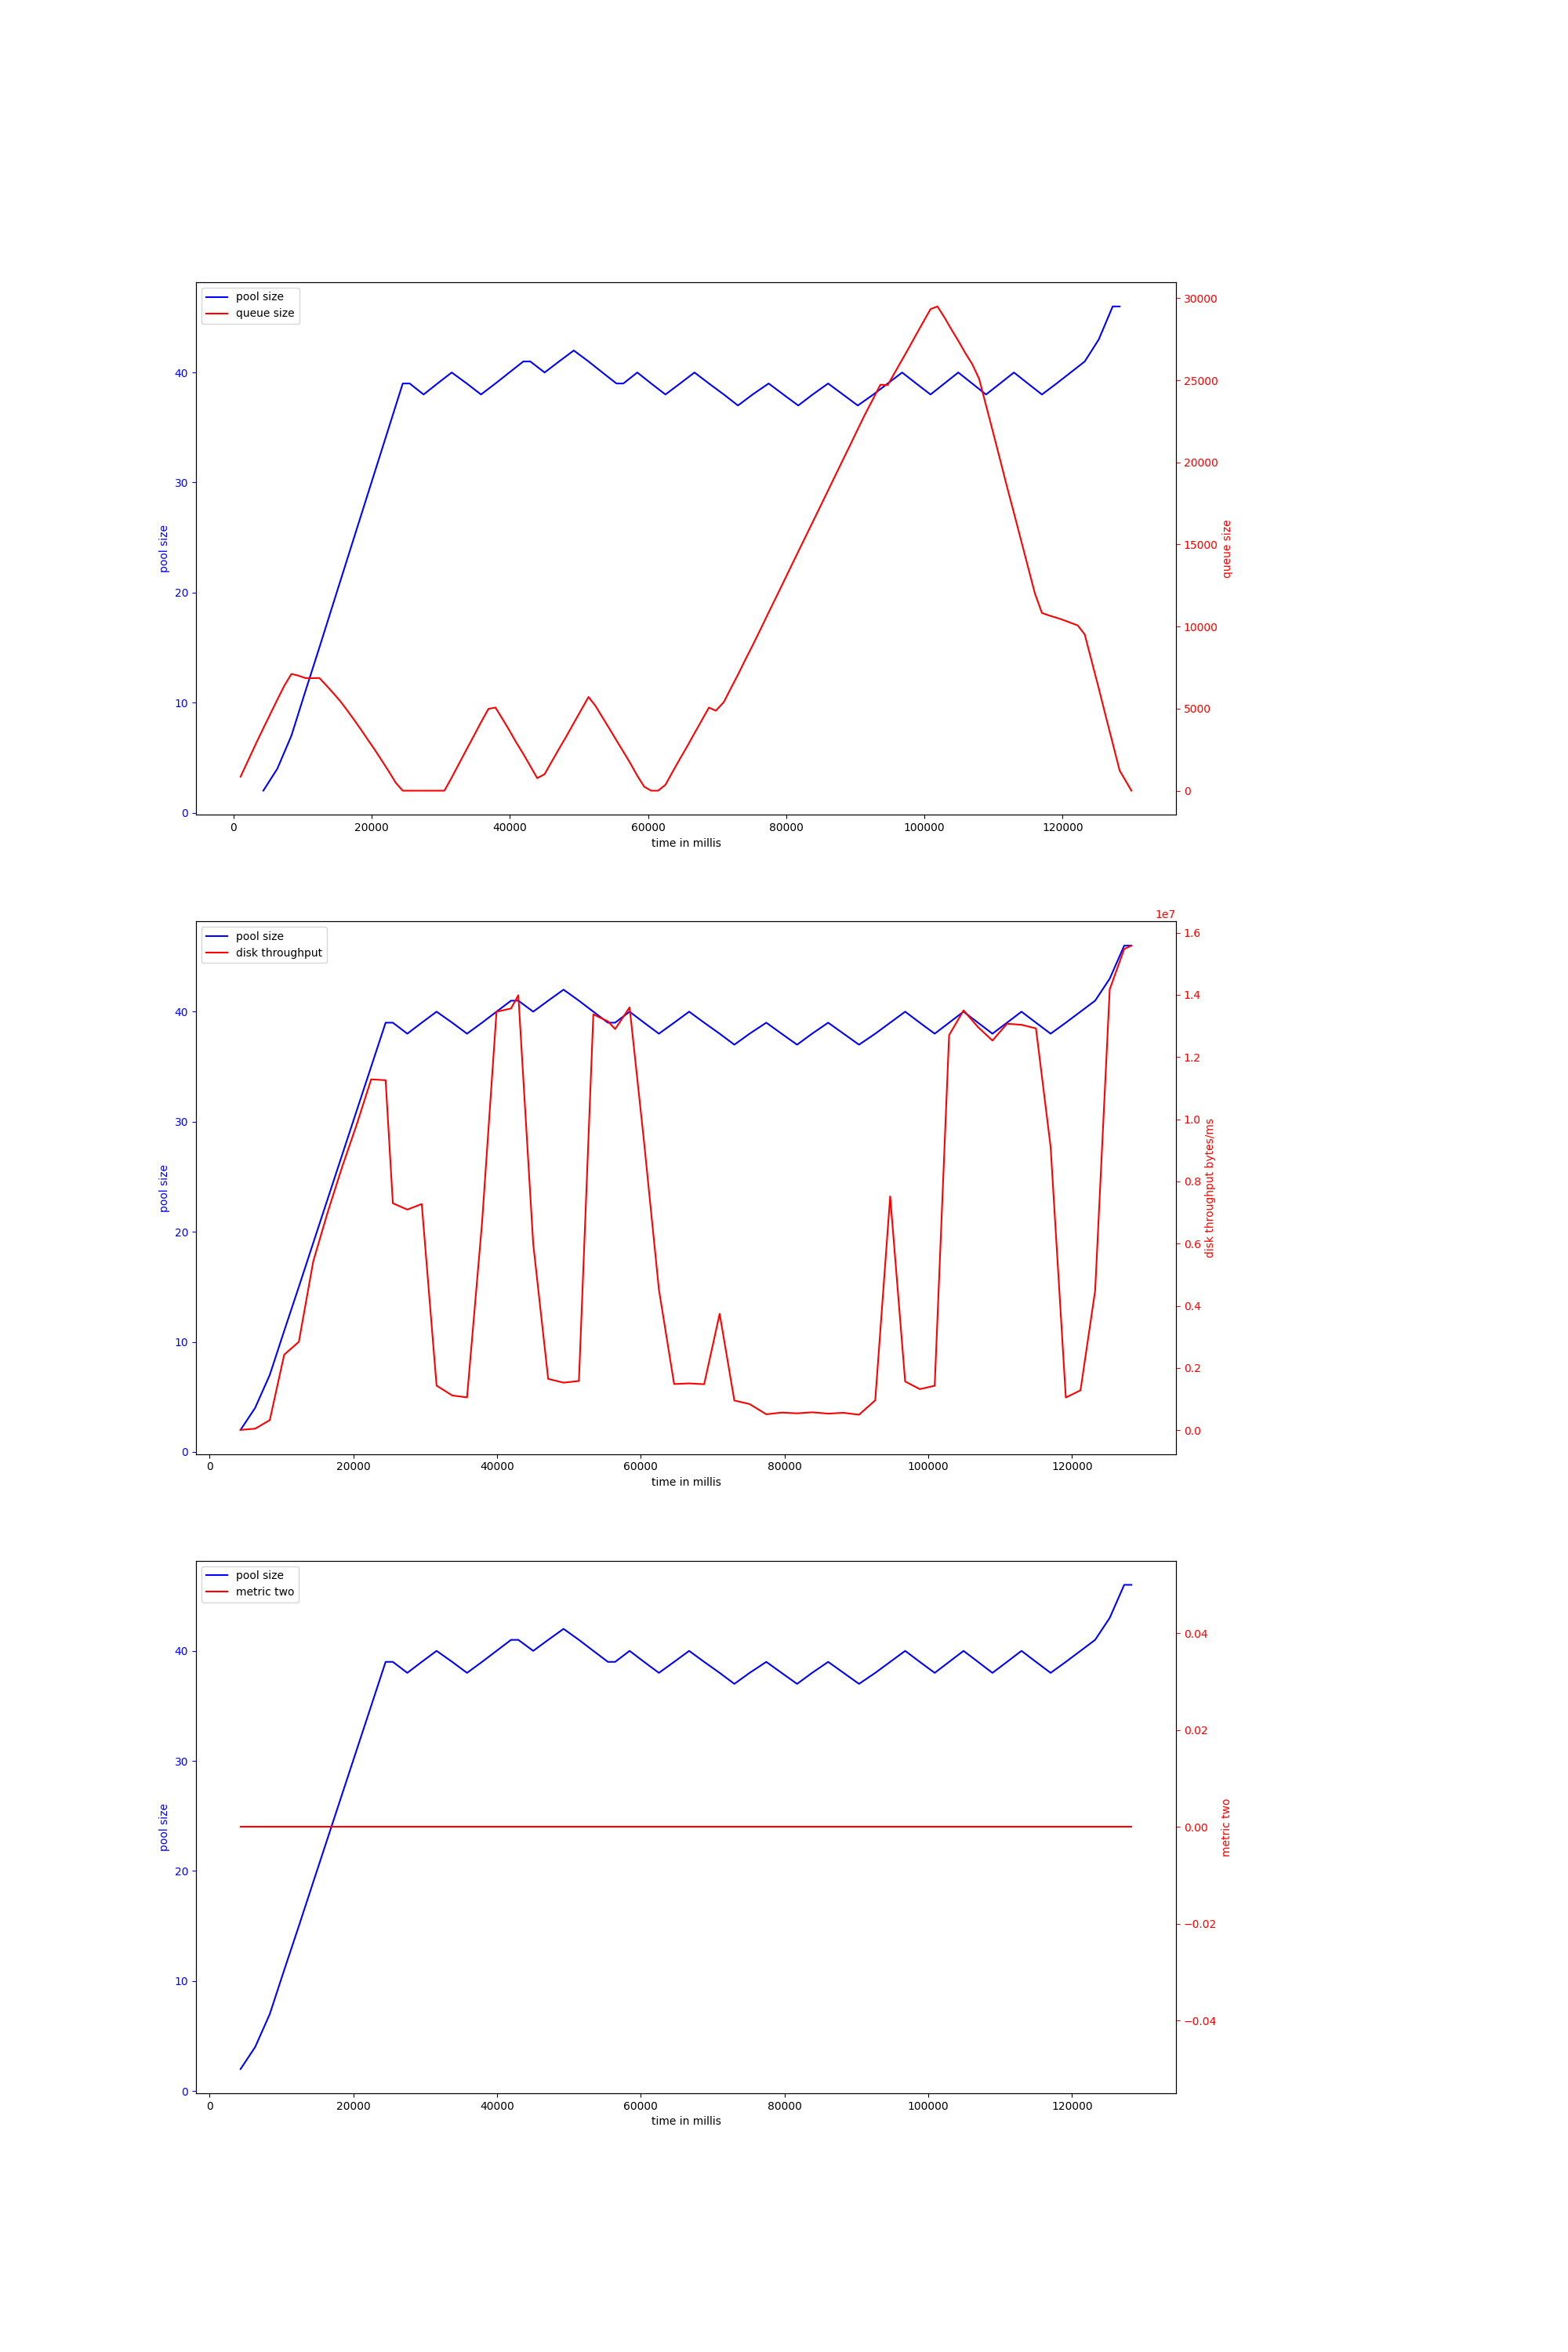 pool size
queue size
30000
40
25000
30
20000
pool size
queue size
15000
20
10000
10
5000
0
0
0 20000 40000 60000 80000 100000 120000
time in millis
1e7
pool size
disk throughput
1.6
40
1.4
1.2
30
1.0
pool size
disk throughput bytes/ms
0.8
20
0.6
10
0.4
0.2
0.0
0
0 20000 40000 60000 80000 100000 120000
time in millis
pool size
metric two
40
0.04
30
0.02
pool size
metric two
0.00
20
−0.02
10
−0.04
0
0 20000 40000 60000 80000 100000 120000
time in millis